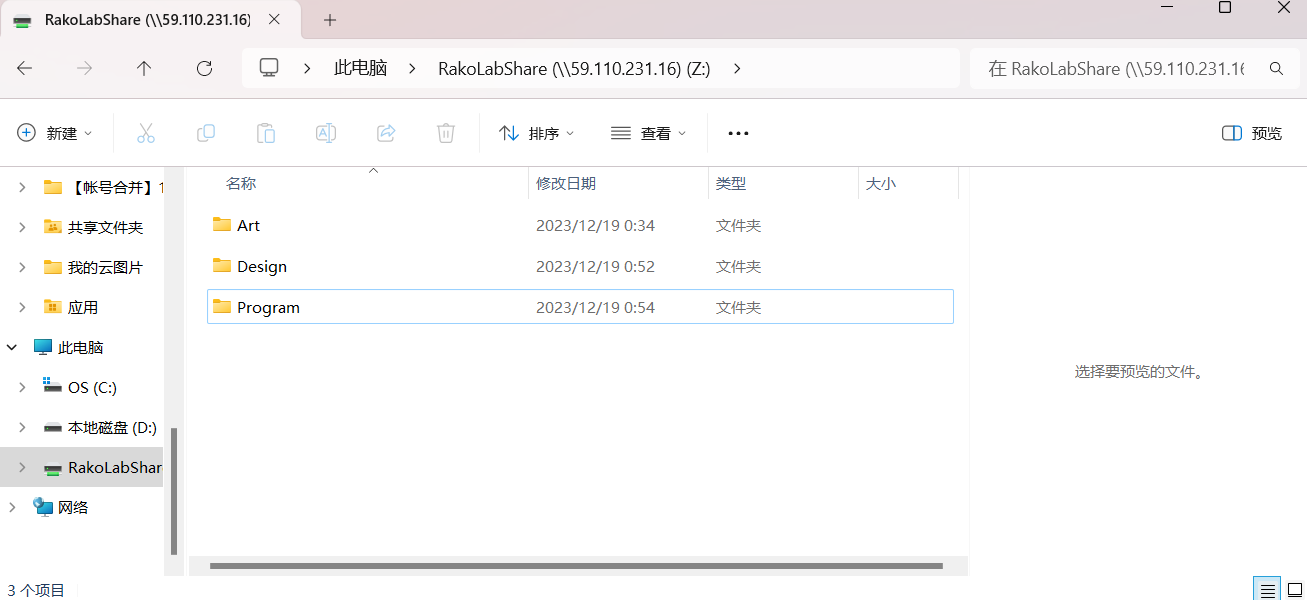 RakoLabShare (\\59.110.231.16)
此电脑 RakoLabShare (\\59.110.231.16) (Z:)
在 RakoLabShare (\\59.110.231.1
新建 排序 查看 预览
【帐号合并】1
共享文件夹
我的云图片
应用
此电脑
OS (C:)
本地磁盘 (D:)
RakoLabShar
网络
名称 修改日期 类型 大小
Art 2023/12/19 0:34 文件夹
Design 2023/12/19 0:52 文件夹
Program 2023/12/19 0:54 文件夹
选择要预览的文件。
3 个项目